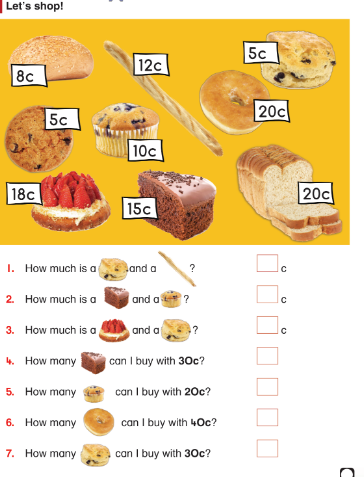 Let's shop!
8c
12c
5c
5c
20c
10c
18c
15c
20c
1. How much is a and a ? c
2. How much is a and a ? c
3. How much is a and a ? c
4. How many can I buy with 30c?
5. How many can I buy with 20c?
6. How many can I buy with 40c?
7. How many can I buy with 30c?